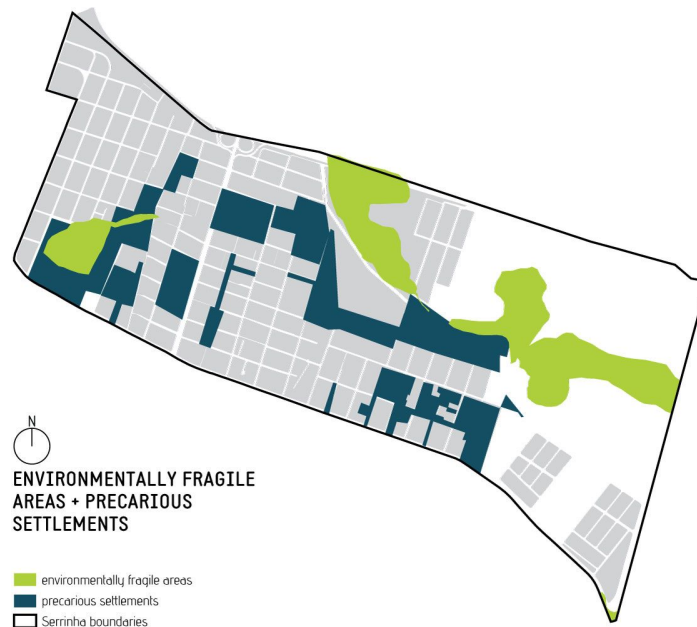 N
ENVIRONMENTALLY FRAGILE
AREAS + PRECARIOUS
SETTLEMENTS
environmentally fragile areas
precarious settlements
Serrinha boundaries